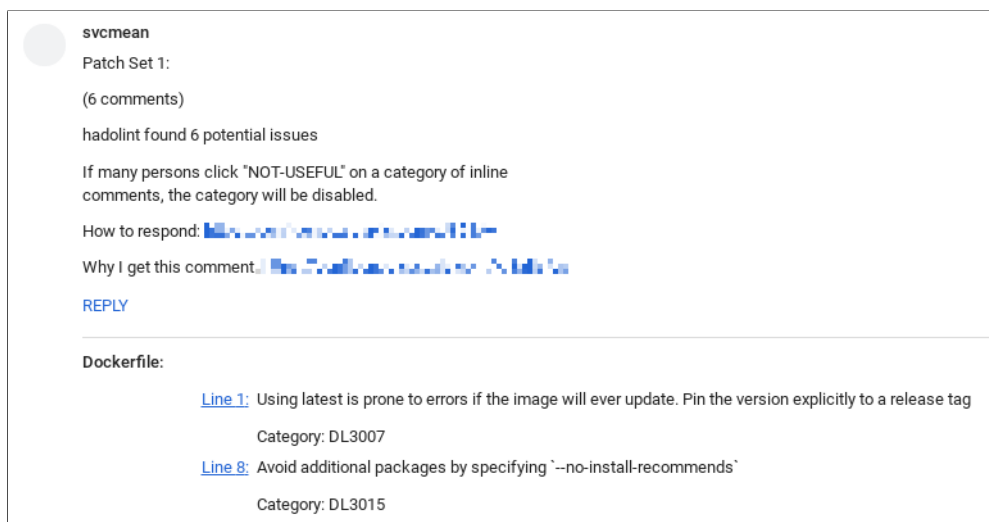 svcmean
Patch Set 1:
(6 comments)
hadolint found 6 potential issues
If many persons click "NOT-USEFUL" on a category of inline
comments, the category will be disabled.
How to respond:
Why I get this comment
REPLY
Dockerfile:
Line 1: Using latest is prone to errors if the image will ever update. Pin the version explicitly to a release tag
Category: DL3007
Line 8: Avoid additional packages by specifying `--no-install-recommends`
Category: DL3015